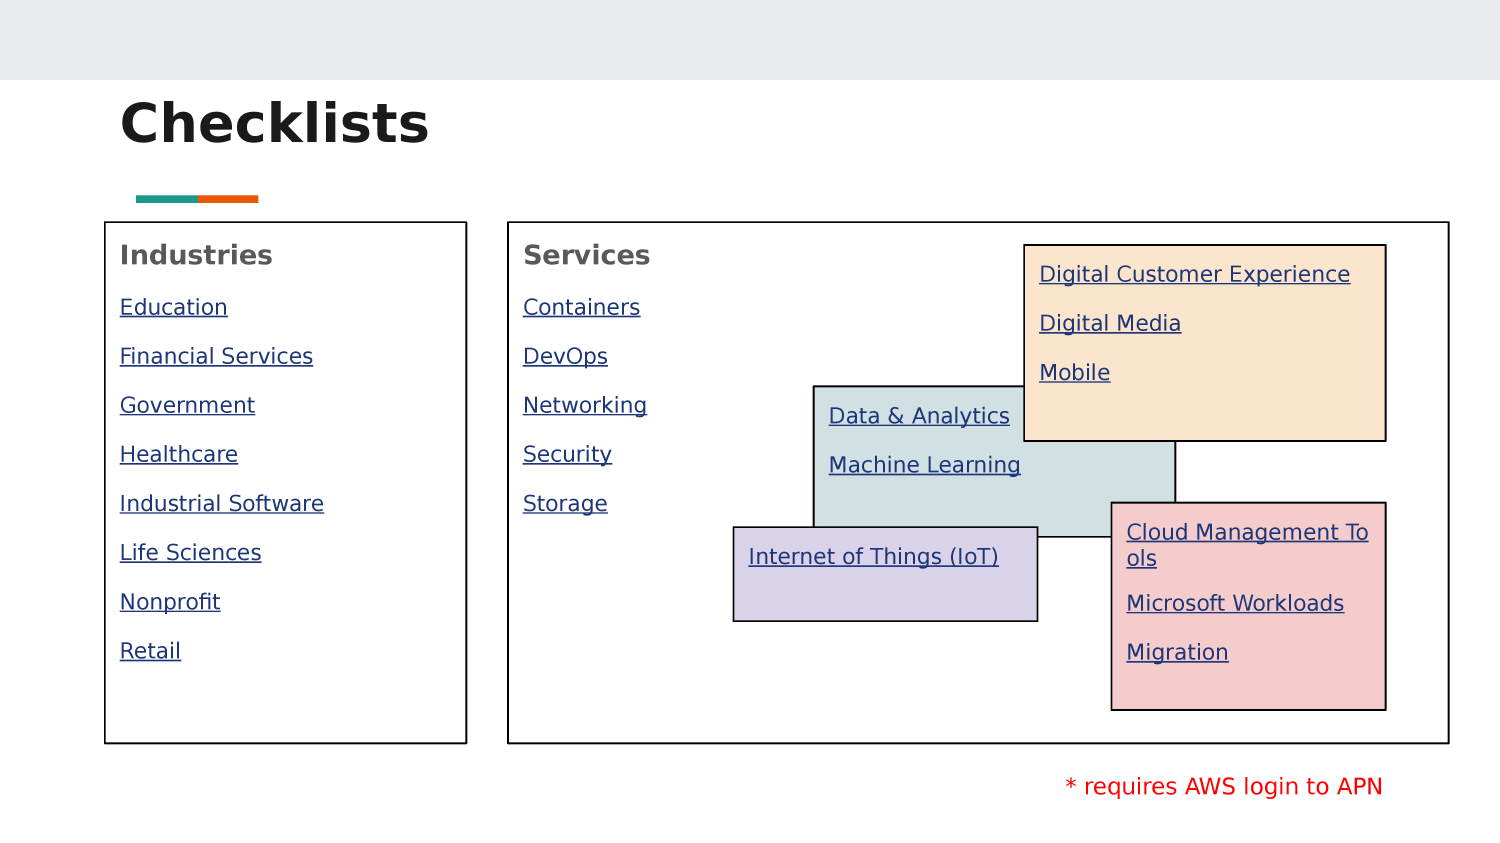 Checklists
Industries
Education
Financial Services
Government
Healthcare
Industrial Software
Life Sciences
Nonprofit
Retail
Services
Containers
DevOps
Networking
Security
Storage
Digital Customer Experience
Digital Media
Mobile
Data & Analytics
Machine Learning
Internet of Things (IoT)
Cloud Management To
ols
Microsoft Workloads
Migration
* requires AWS login to APN